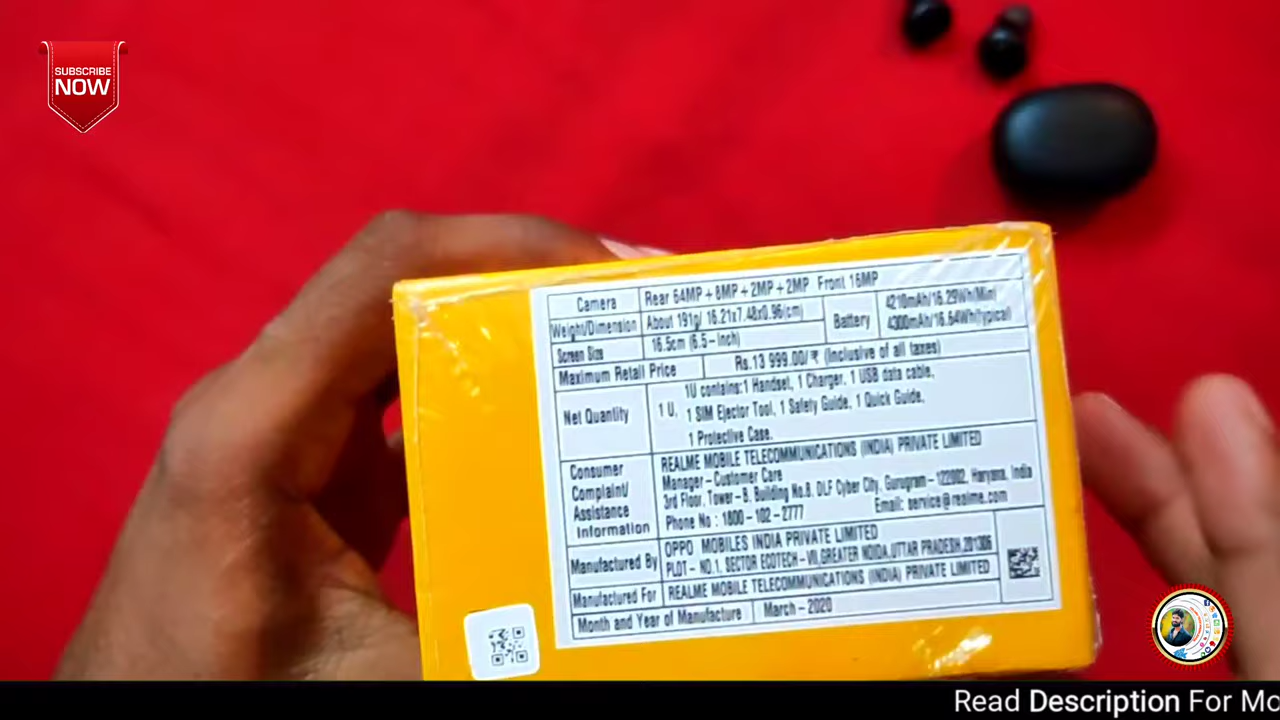 SUBSCRIBE
NOW
Camera Rear 64MP+8MP+2MP+2MP Front 16MP
Weight/Dimension About 191g/ 16.21x7.48x0.96(cm)
Battery 4210mAh/16.29Wh(Min)
4300mAh/16.64Wh(typical)
Screen Size 16.5cm (6.5-inch)
Maximum Retail Price Rs.13 999.00/ ₹ (Inclusive of all taxes)
Net Quantity 1 U, 1U contains:1 Handset, 1 Charger, 1 USB data cable,
1 SIM Ejector Tool, 1 Safety Guide, 1 Quick Guide,
1 Protective Case.
Consumer Complaint/ Assistance Information REALME MOBILE TELECOMMUNICATIONS (INDIA) PRIVATE LIMITED
Manager-Customer Care
3rd Floor, Tower-B, Building No.8, DLF Cyber City, Gurugram-122002, Haryana, India
Phone No : 1800-102-2777 Email: service@realme.com
Manufactured By OPPO MOBILES INDIA PRIVATE LIMITED
PLOT - NO.1, SECTOR ECOTECH-VII,GREATER NOIDA,UTTAR PRADESH,201306
Manufactured For REALME MOBILE TELECOMMUNICATIONS (INDIA) PRIVATE LIMITED
Month and Year of Manufacture March-2020
Read Description For Mo